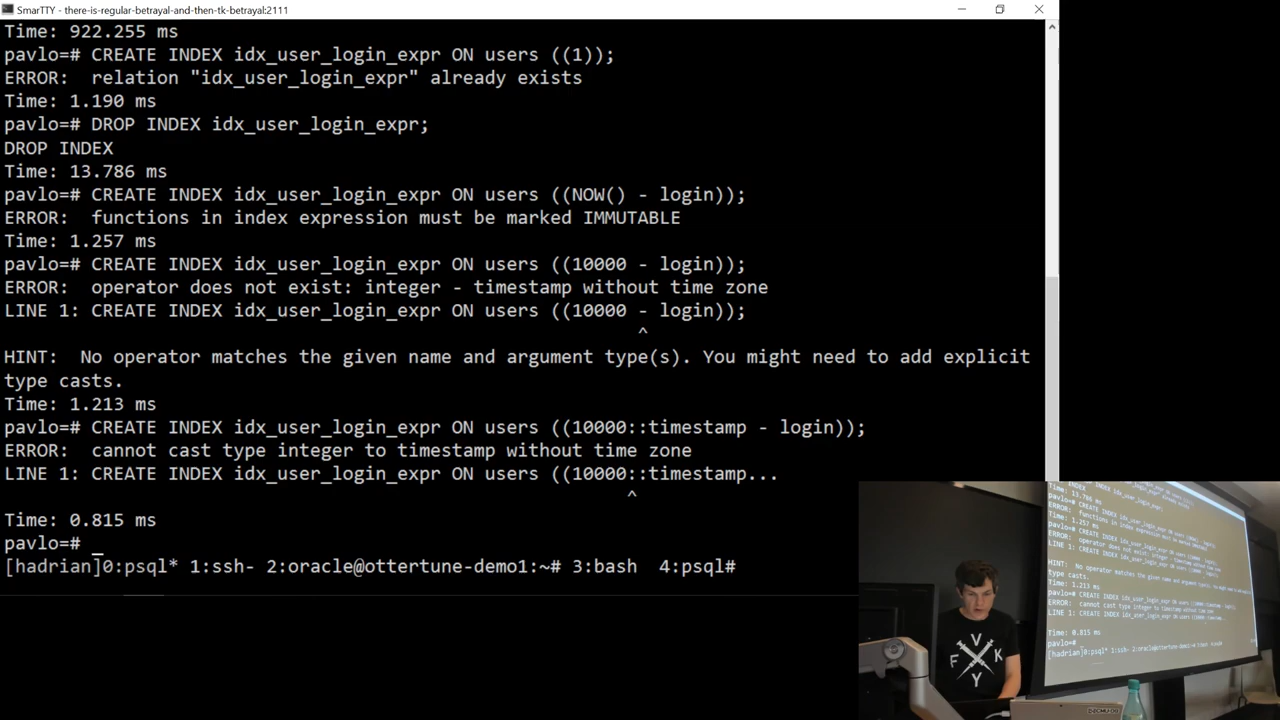 SmarTTY - there-is-regular-betrayal-and-then-tk-betrayal:2111
Time: 922.255 ms
pavlo=# CREATE INDEX idx_user_login_expr ON users ((1));
ERROR:  relation "idx_user_login_expr" already exists
Time: 1.190 ms
pavlo=# DROP INDEX idx_user_login_expr;
DROP INDEX
Time: 13.786 ms
pavlo=# CREATE INDEX idx_user_login_expr ON users ((NOW() - login));
ERROR:  functions in index expression must be marked IMMUTABLE
Time: 1.257 ms
pavlo=# CREATE INDEX idx_user_login_expr ON users ((10000 - login));
ERROR:  operator does not exist: integer - timestamp without time zone
LINE 1: CREATE INDEX idx_user_login_expr ON users ((10000 - login));
^
HINT:  No operator matches the given name and argument type(s). You might need to add explicit
type casts.
Time: 1.213 ms
pavlo=# CREATE INDEX idx_user_login_expr ON users ((10000::timestamp - login));
ERROR:  cannot cast type integer to timestamp without time zone
LINE 1: CREATE INDEX idx_user_login_expr ON users ((10000::timestamp...
^
Time: 0.815 ms
pavlo=# _
[hadrian]0:psql* 1:ssh- 2:oracle@ottertune-demo1:~# 3:bash  4:psql#
V
F K
Y